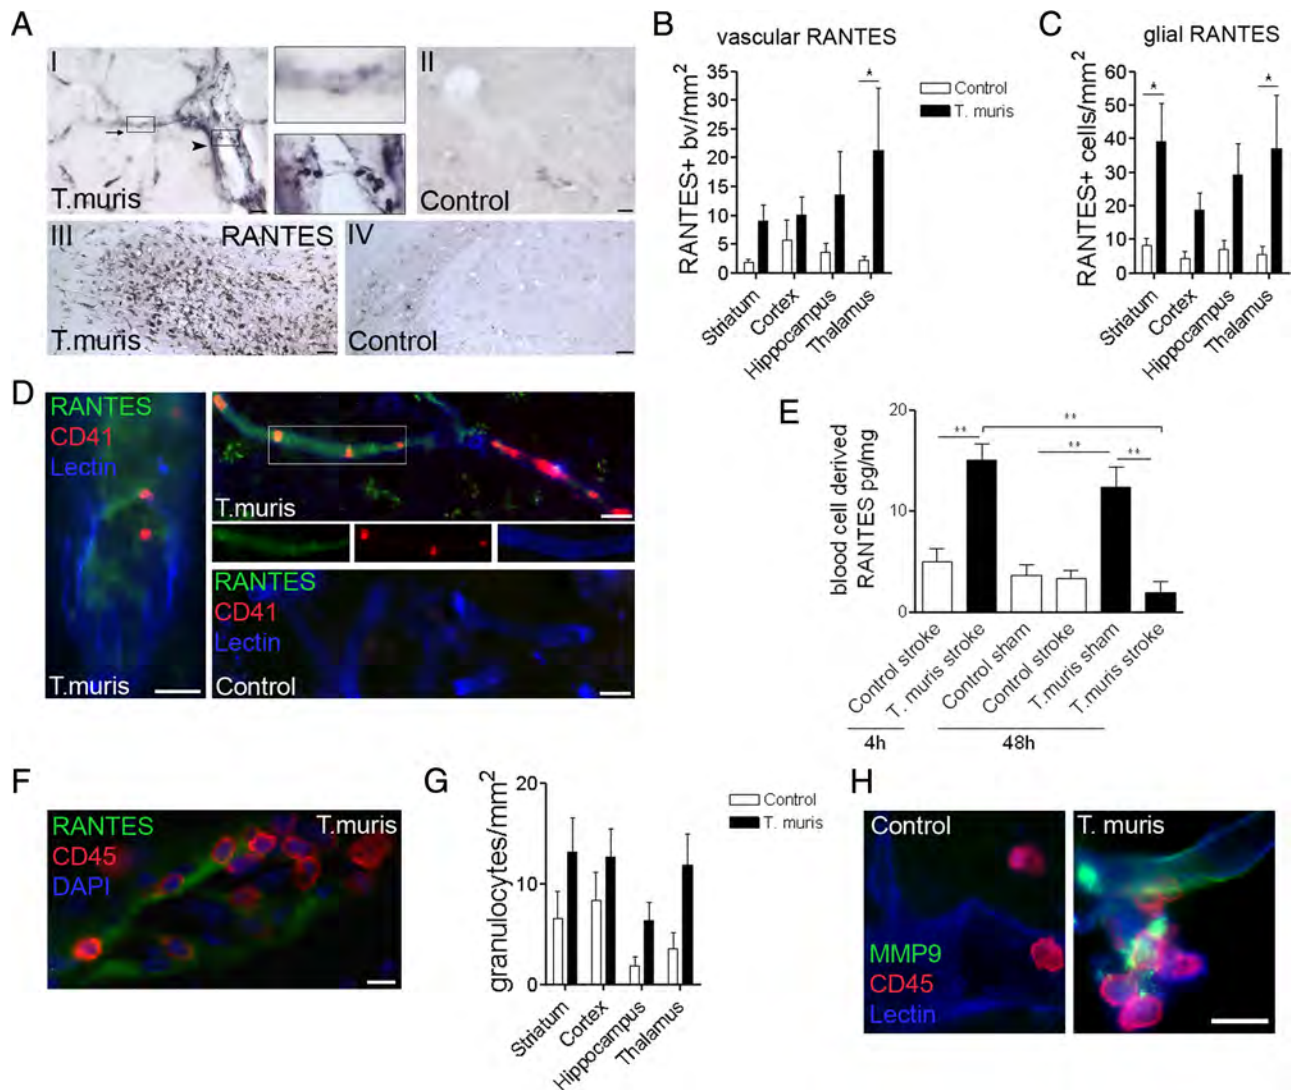 A
I
T.muris
II
Control
III
RANTES
T.muris
IV
Control
B
vascular RANTES
RANTES+ bv/mm2
35
30
25
20
15
10
5
0
*
Control
T. muris
Striatum
Cortex
Hippocampus
Thalamus
C
glial RANTES
RANTES+ cells/mm2
60
50
40
30
20
10
0
*
*
Striatum
Cortex
Hippocampus
Thalamus
D
RANTES
CD41
Lectin
T.muris
T.muris
RANTES
CD41
Lectin
Control
E
blood cell derived
RANTES pg/mg
20
10
0
**
**
**
**
Control stroke
T. muris stroke
Control sham
Control stroke
T.muris sham
T.muris stroke
4h
48h
F
RANTES
CD45
DAPI
T.muris
G
granulocytes/mm2
20
10
0
Control
T. muris
Striatum
Cortex
Hippocampus
Thalamus
H
Control
MMP9
CD45
Lectin
T. muris